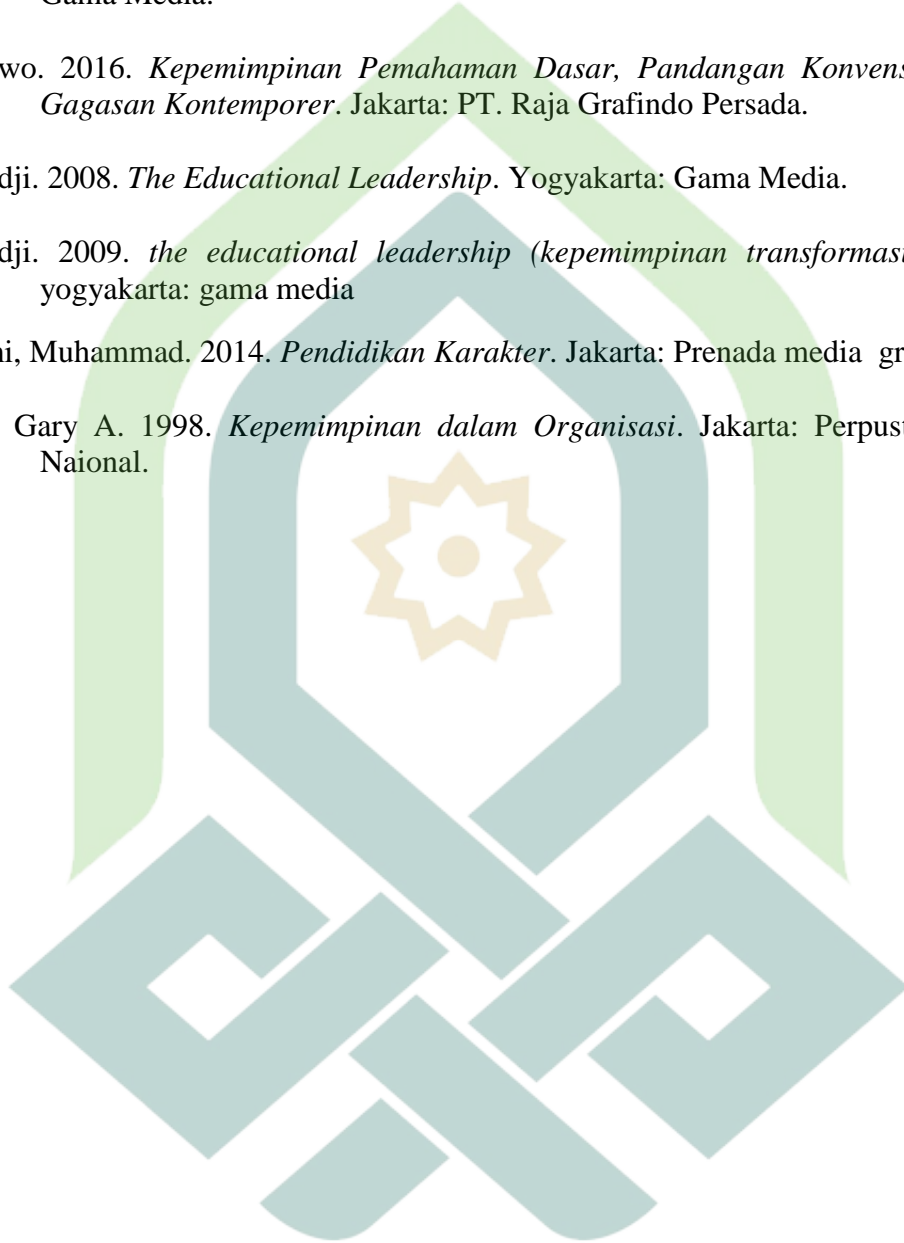 Gama Media.
wo. 2016. Kepemimpinan Pemahaman Dasar, Pandangan Konvens
Gagasan Kontemporer. Jakarta: PT. Raja Grafindo Persada.
dji. 2008. The Educational Leadership. Yogyakarta: Gama Media.
dji. 2009. the educational leadership (kepemimpinan transformasi
yogyakarta: gama media
ni, Muhammad. 2014. Pendidikan Karakter. Jakarta: Prenada media gr
Gary A. 1998. Kepemimpinan dalam Organisasi. Jakarta: Perpust
Naional.